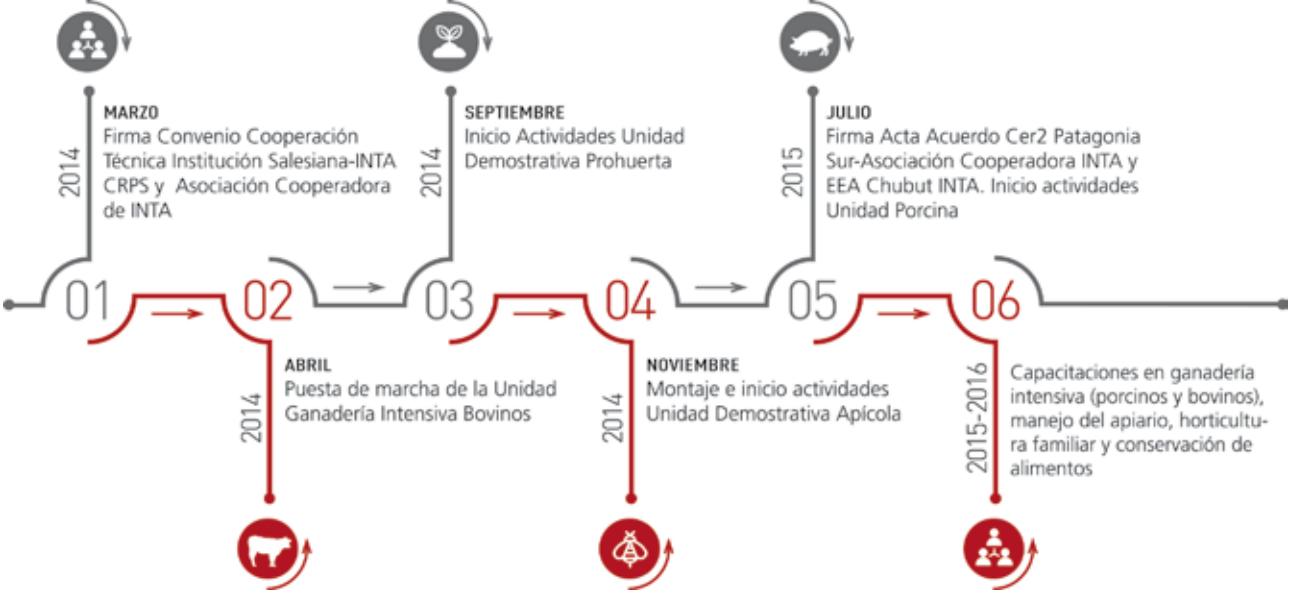 MARZO
2014
Firma Convenio Cooperación
Técnica Institución Salesiana-INTA
CRPS y Asociación Cooperadora
de INTA
SEPTIEMBRE
2014
Inicio Actividades Unidad
Demostrativa Prohuerta
JULIO
2015
Firma Acta Acuerdo Cer2 Patagonia
Sur-Asociación Cooperadora INTA y
EEA Chubut INTA. Inicio actividades
Unidad Porcina
01
02
03
04
05
06
ABRIL
2014
Puesta de marcha de la Unidad
Ganadería Intensiva Bovinos
NOVIEMBRE
2014
Montaje e inicio actividades
Unidad Demostrativa Apícola
2015-2016
Capacitaciones en ganadería
intensiva (porcinos y bovinos),
manejo del apiario, horticultu-
ra familiar y conservación de
alimentos